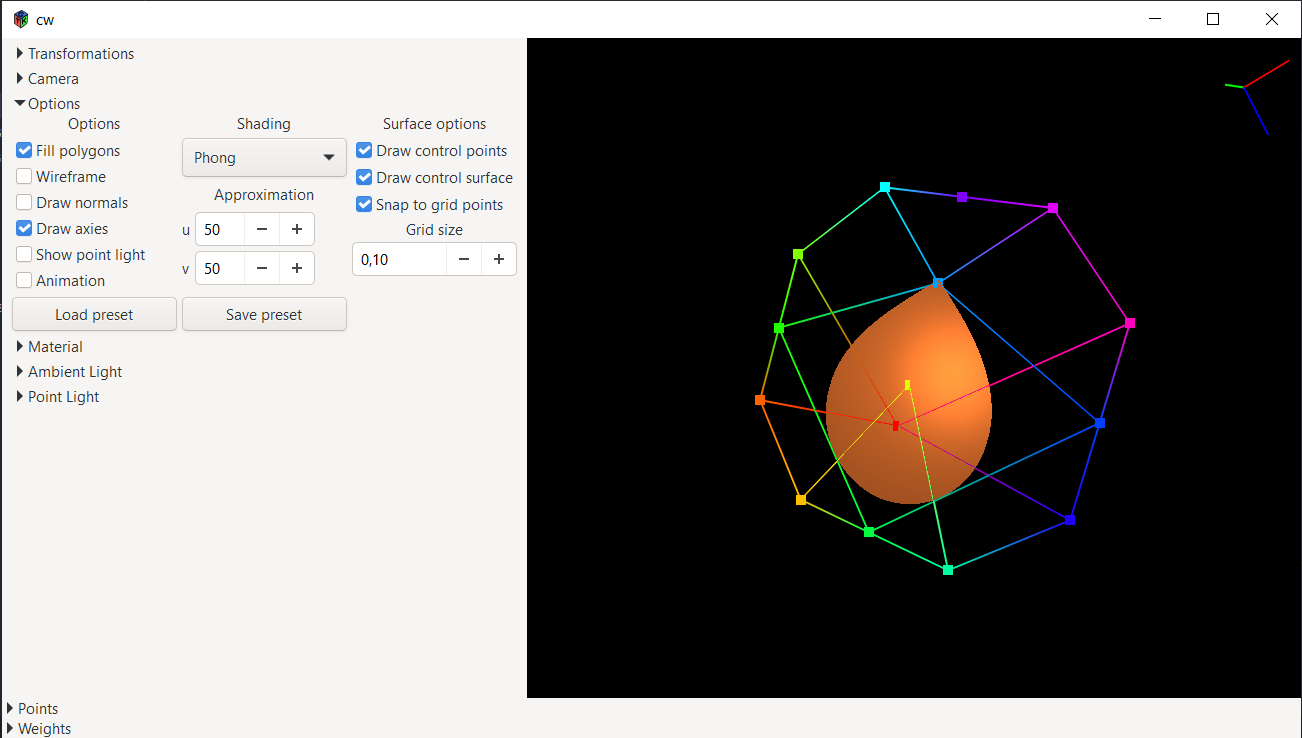 cw
Transformations
Camera
Options
Options
Shading
Surface options
Fill polygons
Phong
Draw control points
Wireframe
Draw control surface
Draw normals
Approximation
Snap to grid points
Draw axies
u 50
Grid size
Show point light
v 50
0,10
Animation
Load preset
Save preset
Material
Ambient Light
Point Light
Points
Weights